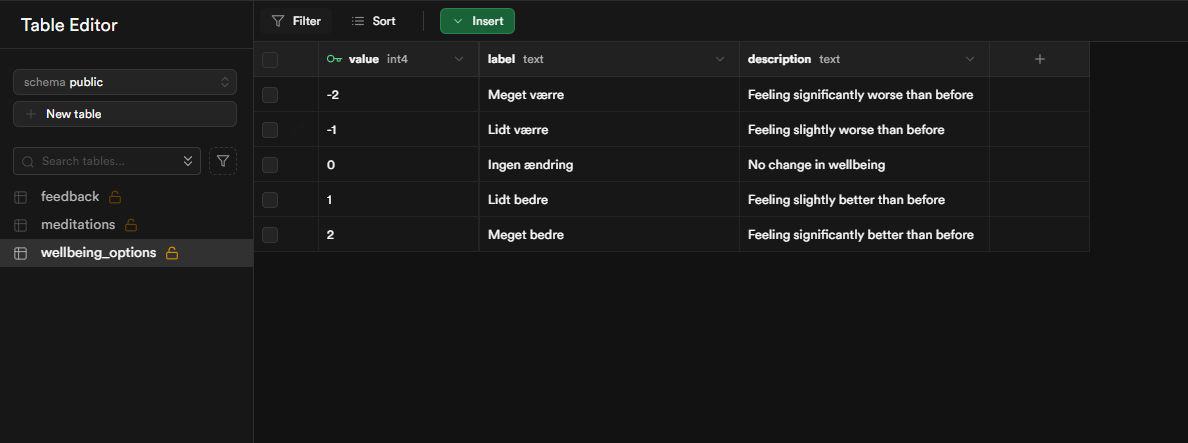 Table Editor
schema public
New table
Search tables...
feedback
meditations
wellbeing_options
Filter Sort Insert
value int4 label text description text
-2 Meget værre Feeling significantly worse than before
-1 Lidt værre Feeling slightly worse than before
0 Ingen ændring No change in wellbeing
1 Lidt bedre Feeling slightly better than before
2 Meget bedre Feeling significantly better than before